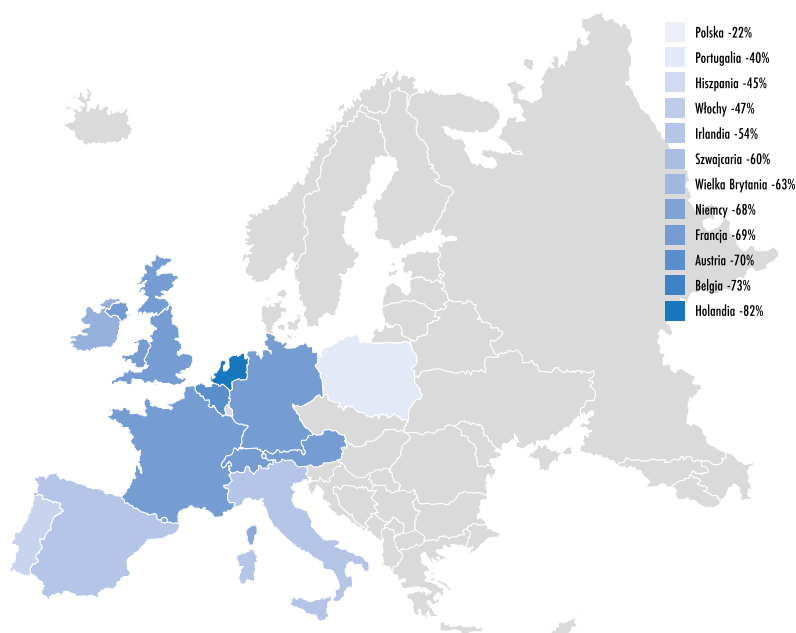 Polska -22%
Portugalia -40%
Hiszpania -45%
Włochy -47%
Irlandia -54%
Szwajcaria -60%
Wielka Brytania -63%
Niemcy -68%
Francja -69%
Austria -70%
Belgia -73%
Holandia -82%